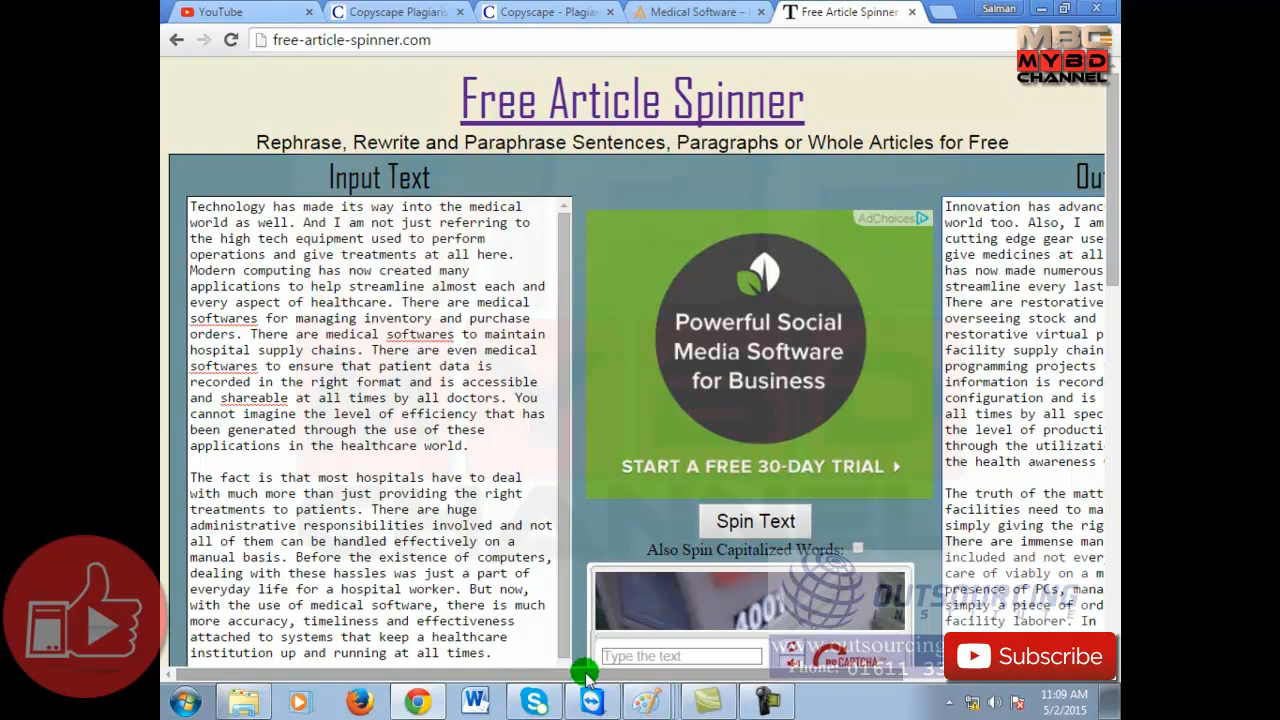 YouTube
Copyscape Plagiaris
Copyscape - Plagia
Medical Software –
Free Article Spinner
Salman
free-article-spinner.com
MBC
MYBD
CHANNEL
Free Article Spinner
Rephrase, Rewrite and Paraphrase Sentences, Paragraphs or Whole Articles for Free
Input Text
Ou
Technology has made its way into the medical
world as well. And I am not just referring to
the high tech equipment used to perform
operations and give treatments at all here.
Modern computing has now created many
applications to help streamline almost each and
every aspect of healthcare. There are medical
softwares for managing inventory and purchase
orders. There are medical softwares to maintain
hospital supply chains. There are even medical
softwares to ensure that patient data is
recorded in the right format and is accessible
and shareable at all times by all doctors. You
cannot imagine the level of efficiency that has
been generated through the use of these
applications in the healthcare world.
The fact is that most hospitals have to deal
with much more than just providing the right
treatments to patients. There are huge
administrative responsibilities involved and not
all of them can be handled effectively on a
manual basis. Before the existence of computers,
dealing with these hassles was just a part of
everyday life for a hospital worker. But now,
with the use of medical software, there is much
more accuracy, timeliness and effectiveness
attached to systems that keep a healthcare
institution up and running at all times.
AdChoices
Powerful Social
Media Software
for Business
START A FREE 30-DAY TRIAL
Spin Text
Also Spin Capitalized Words:
4001
Type the text
reCAPTCHA
Innovation has advanc
world too. Also, I am
cutting edge gear use
give medicines at all
has now made numerous
streamline every last
There are restorative
overseeing stock and
restorative virtual p
facility supply chain
programming projects
information is record
configuration and is
all times by all spec
the level of producti
through the utilizati
the health awareness
The truth of the matt
facilities need to ma
simply giving the rig
There are immense man
included and not ever
care of viably on a m
presence of PCs, mana
simply a piece of ord
facility laborer. In
OUTSOURCING
INSTITUTE
www.outsourcing
Phone: 01611 33
Subscribe
11:09 AM
5/2/2015